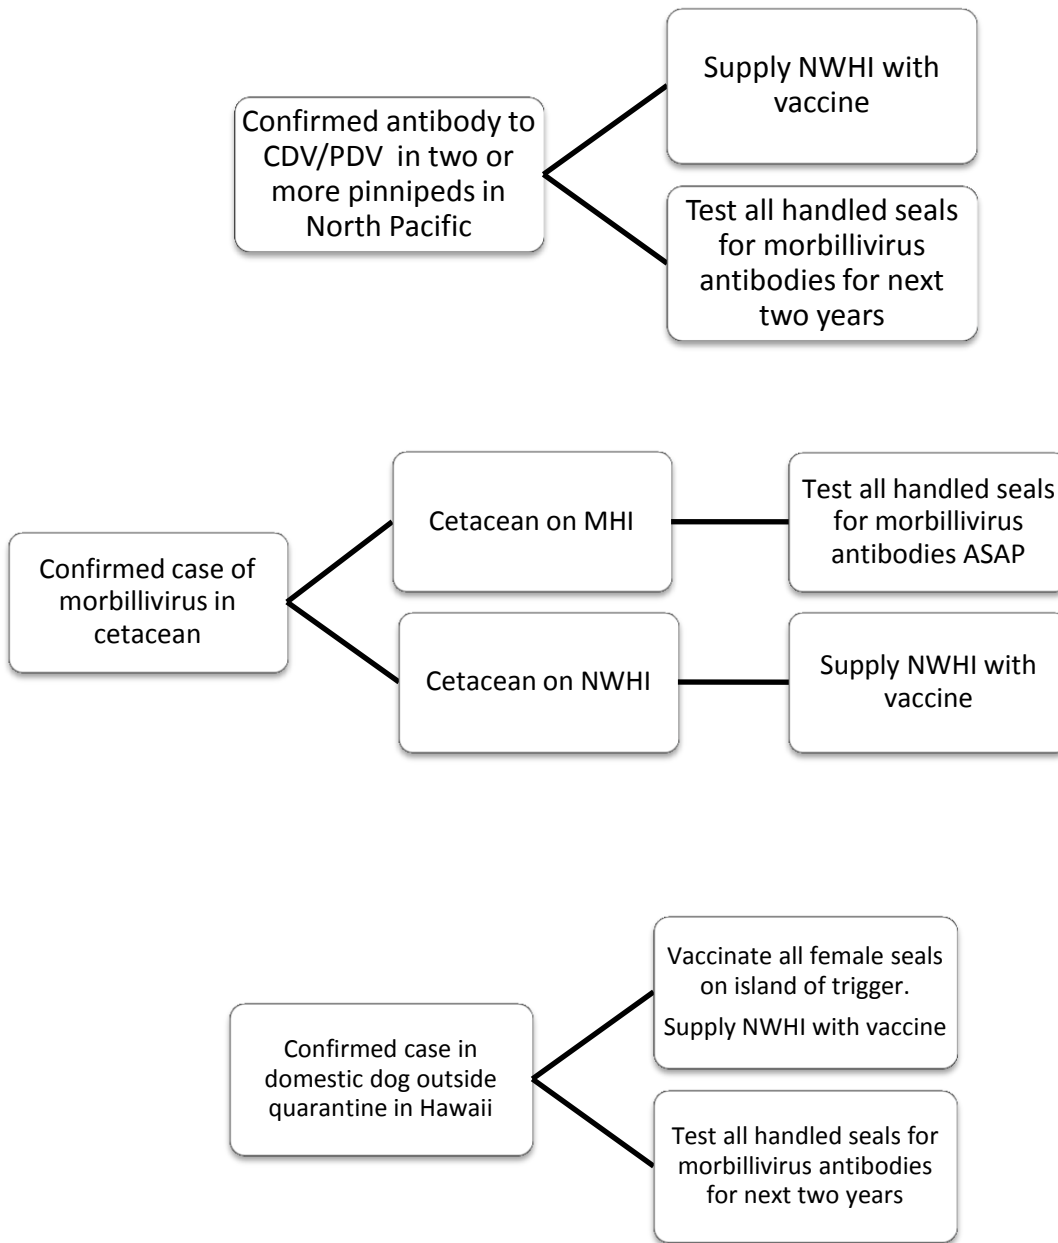 Supply NWHI with
vaccine
Confirmed antibody to
CDV/PDV in two or
more pinnipeds in
North Pacific
Test all handled seals
for morbillivirus
antibodies for next
two years
Confirmed case of
morbillivirus in
cetacean
Cetacean on MHI
Test all handled seals
for morbillivirus
antibodies ASAP
Cetacean on NWHI
Supply NWHI with
vaccine
Confirmed case in
domestic dog outside
quarantine in Hawaii
Vaccinate all female seals
on island of trigger.
Supply NWHI with vaccine
Test all handled seals for
morbillivirus antibodies
for next two years